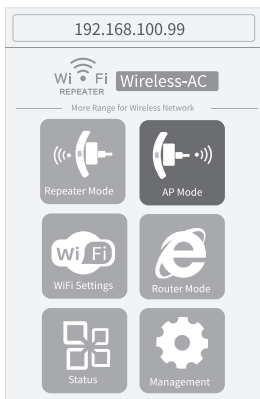 192.168.100.99
Wi Fi
REPEATER
Wireless-AC
More Range for Wireless Network
Repeater Mode
AP Mode
Wi Fi
WiFi Settings
Router Mode
Status
Management